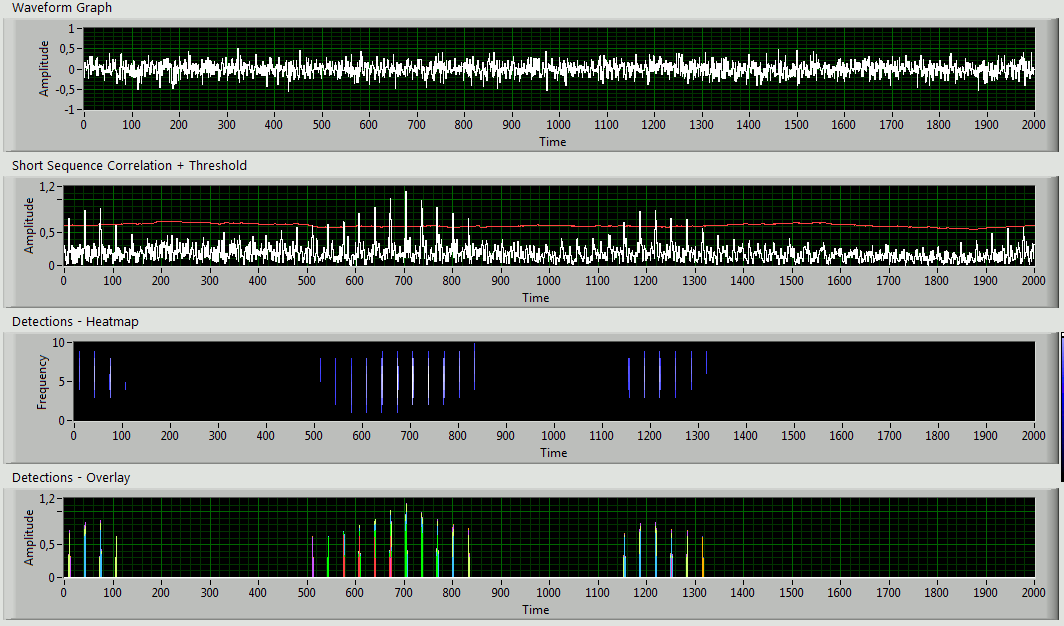 Waveform Graph
1
0,5
0
-0,5
-1
Amplitude
0 100 200 300 400 500 600 700 800 900 1000 1100 1200 1300 1400 1500 1600 1700 1800 1900 2000
Time
Short Sequence Correlation + Threshold
1,2
0,5
0
Amplitude
0 100 200 300 400 500 600 700 800 900 1000 1100 1200 1300 1400 1500 1600 1700 1800 1900 2000
Time
Detections - Heatmap
10
5
0
Frequency
0 100 200 300 400 500 600 700 800 900 1000 1100 1200 1300 1400 1500 1600 1700 1800 1900 2000
Time
Detections - Overlay
1,2
0,5
0
Amplitude
0 100 200 300 400 500 600 700 800 900 1000 1100 1200 1300 1400 1500 1600 1700 1800 1900 2000
Time